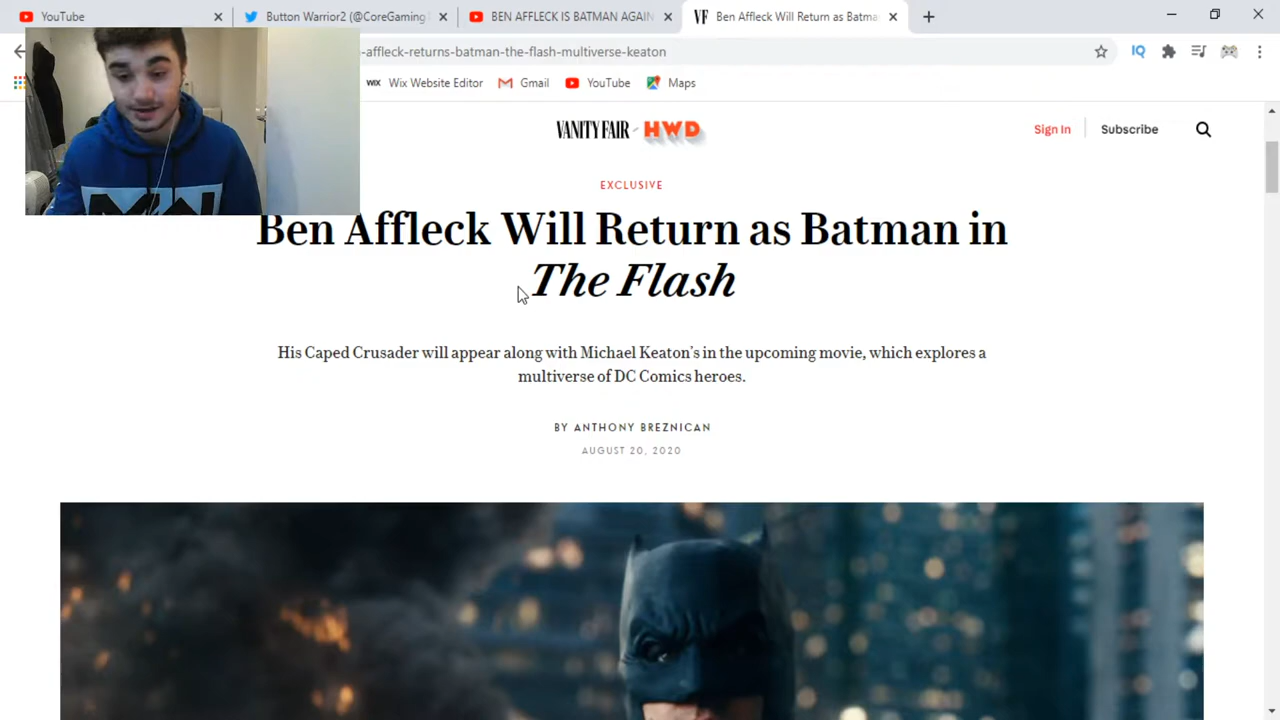 YouTube
Button Warrior2 (@CoreGaming
BEN AFFLECK IS BATMAN AGAIN
VF Ben Affleck Will Return as Batma
-affleck-returns-batman-the-flash-multiverse-keaton
IQ
WIX Wix Website Editor
Gmail
YouTube
Maps
VANITY FAIR HWD
Sign In
Subscribe
EXCLUSIVE
Ben Affleck Will Return as Batman in
The Flash
His Caped Crusader will appear along with Michael Keaton’s in the upcoming movie, which explores a
multiverse of DC Comics heroes.
BY ANTHONY BREZNICAN
AUGUST 20, 2020